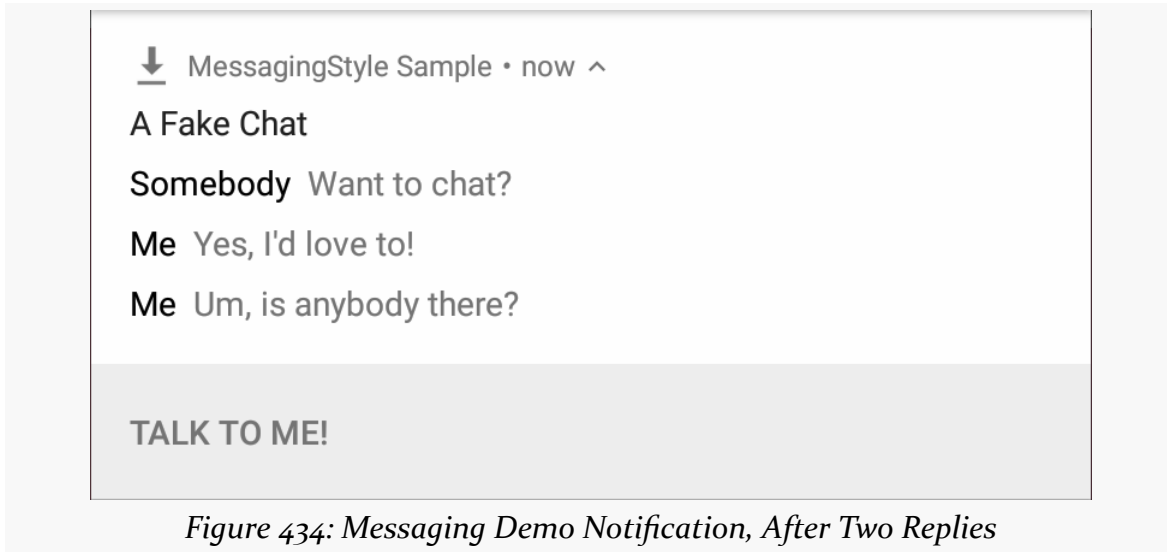 MessagingStyle Sample • now
A Fake Chat
Somebody Want to chat?
Me Yes, I'd love to!
Me Um, is anybody there?
TALK TO ME!
Figure 434: Messaging Demo Notification, After Two Replies